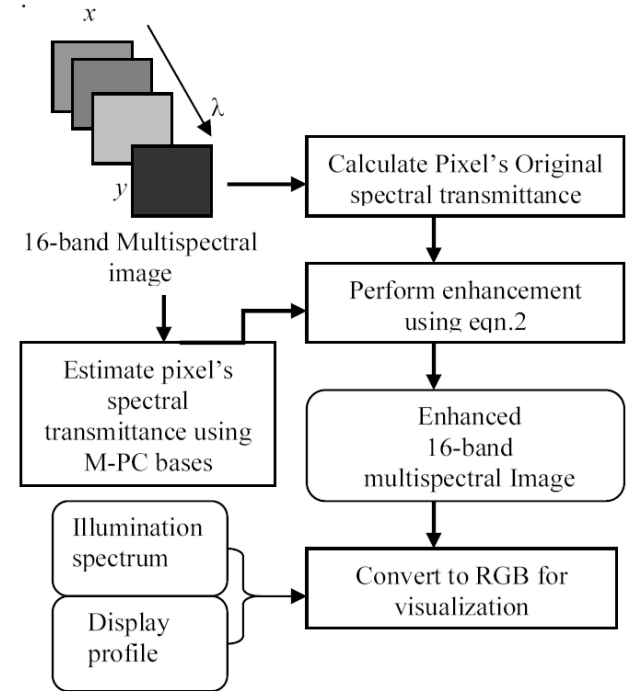 .
x
λ
y
16-band Multispectral
image
Calculate Pixel's Original
spectral transmittance
Perform enhancement
using eqn.2
Estimate pixel's
spectral
transmittance using
M-PC bases
Enhanced
16-band
multispectral Image
Illumination
spectrum
Display
profile
Convert to RGB for
visualization